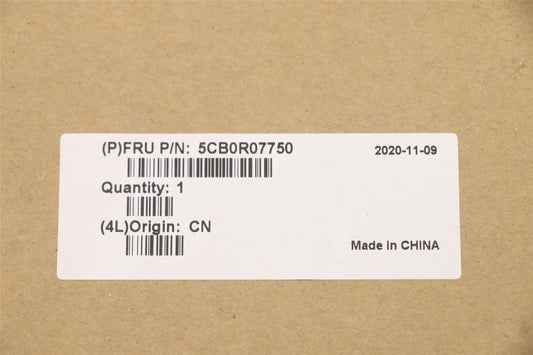 (P)FRU P/N: 5CB0R07750
2020-11-09
Quantity: 1
(4L)Origin: CN
Made in CHINA